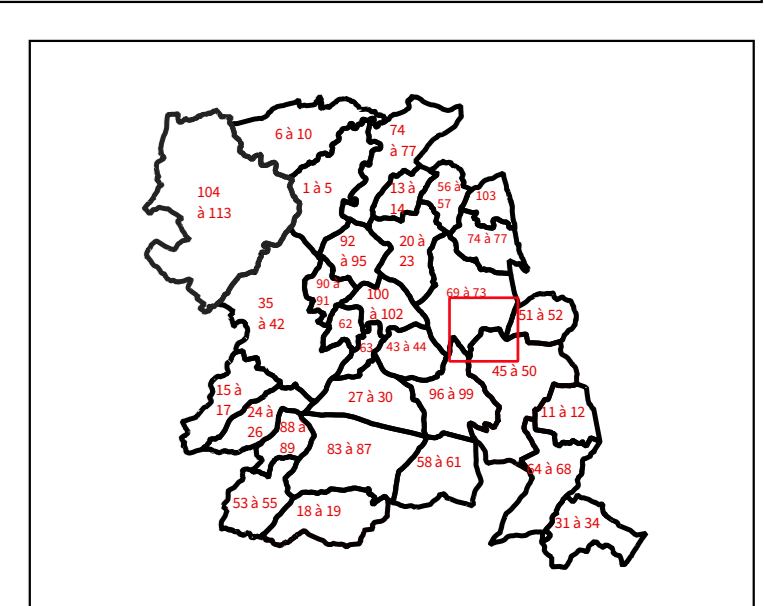 74
à 77
6 à 10
104
à 113
1 à 5
13 à
14
56 à
57
103
92
à 95
20 à
23
74 à 77
90 à
91
100
à 102
69 à 73
35
à 42
62
51 à 52
63
43 à 44
45 à 50
15 à
17
27 à 30
96 à 99
24 à
26
88 à
89
11 à 12
83 à 87
58 à 61
64 à 68
53 à 55
18 à 19
31 à 34